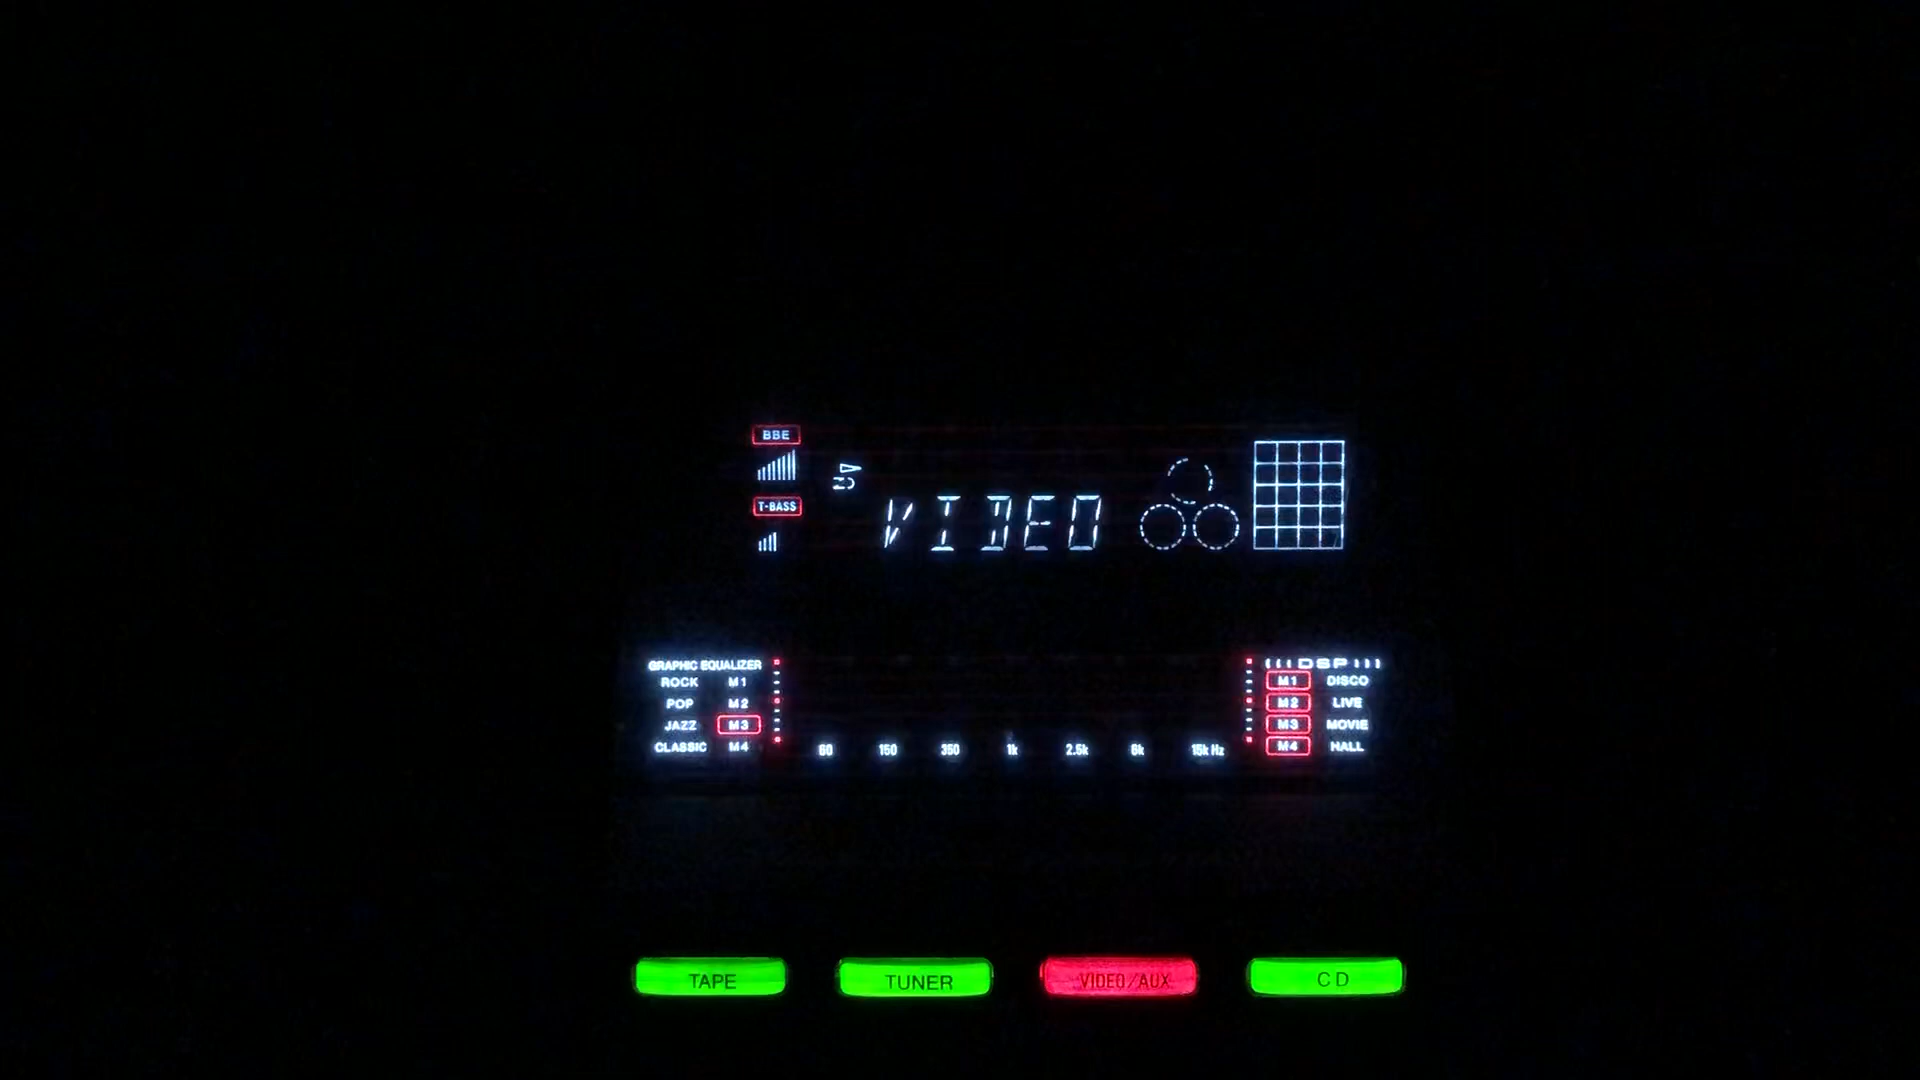 BBE
T-BASS
VIDEO
GRAPHIC EQUALIZER
ROCK M1
POP M2
JAZZ M3
CLASSIC M4
60 150 350 1k 2.5k 6k 15k Hz
DSP
M1 DISCO
M2 LIVE
M3 MOVIE
M4 HALL
TAPE
TUNER
VIDEO/AUX
CD